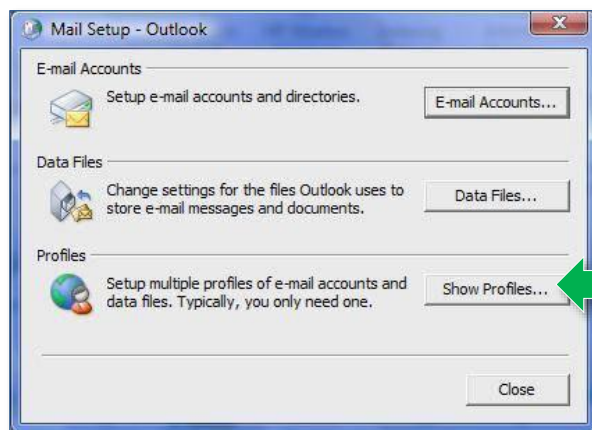 Mail Setup - Outlook
E-mail Accounts
Setup e-mail accounts and directories.
E-mail Accounts...
Data Files
Change settings for the files Outlook uses to
store e-mail messages and documents.
Data Files...
Profiles
Setup multiple profiles of e-mail accounts and
data files. Typically, you only need one.
Show Profiles...
Close